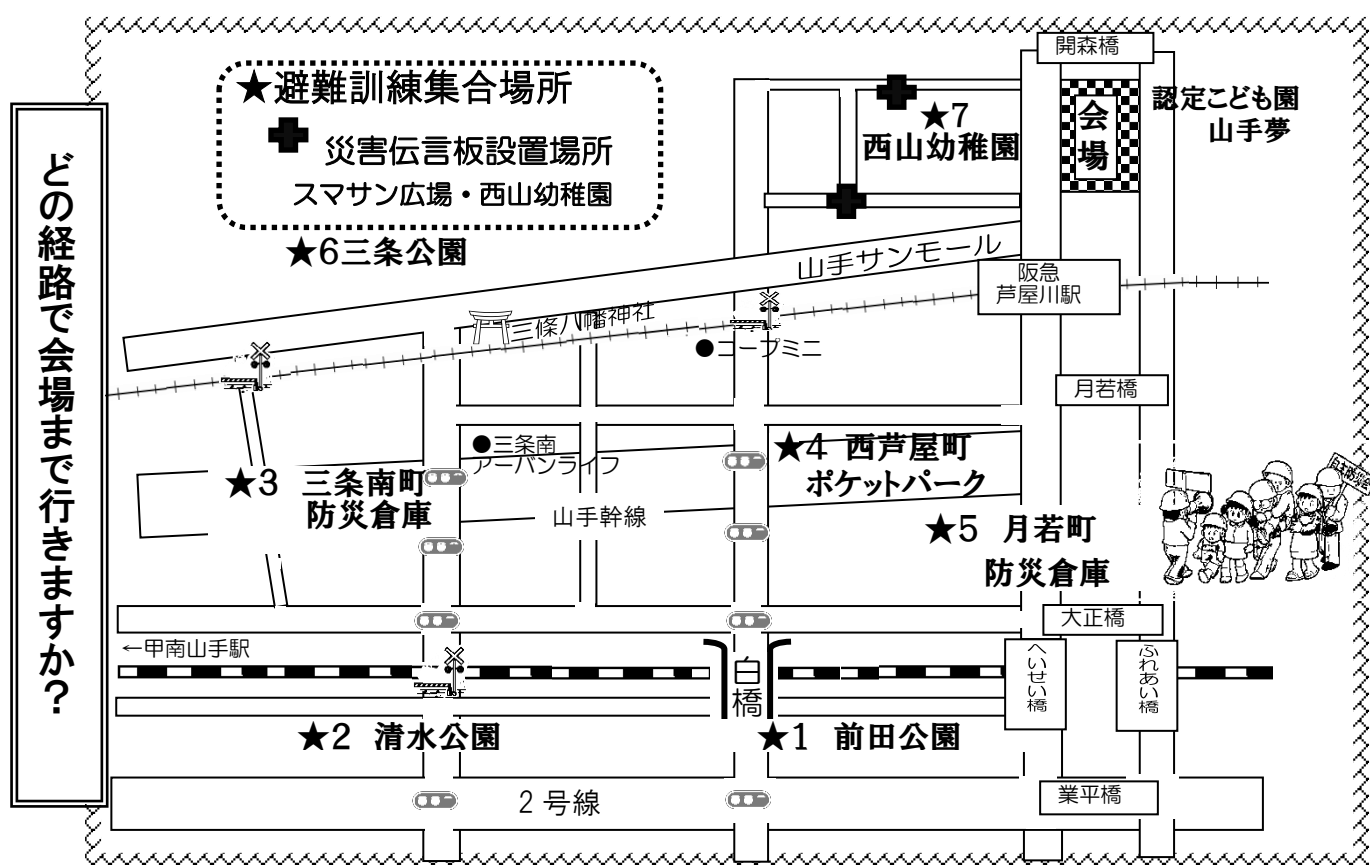 どの経路で会場まで行きますか？
★避難訓練集合場所
災害伝言板設置場所
スマサン広場・西山幼稚園
開森橋
会場
認定こども園
山手夢
★7
西山幼稚園
★6三条公園
山手サンモール
阪急
芦屋川駅
三條八幡神社
●コープミニ
月若橋
●三条南
アーバンライフ
★4 西芦屋町
ポケットパーク
★3 三条南町
防災倉庫
山手幹線
★5 月若町
防災倉庫
大正橋
←甲南山手駅
白橋
へいせい橋
ふれあい橋
★2 清水公園
★1 前田公園
2号線
業平橋